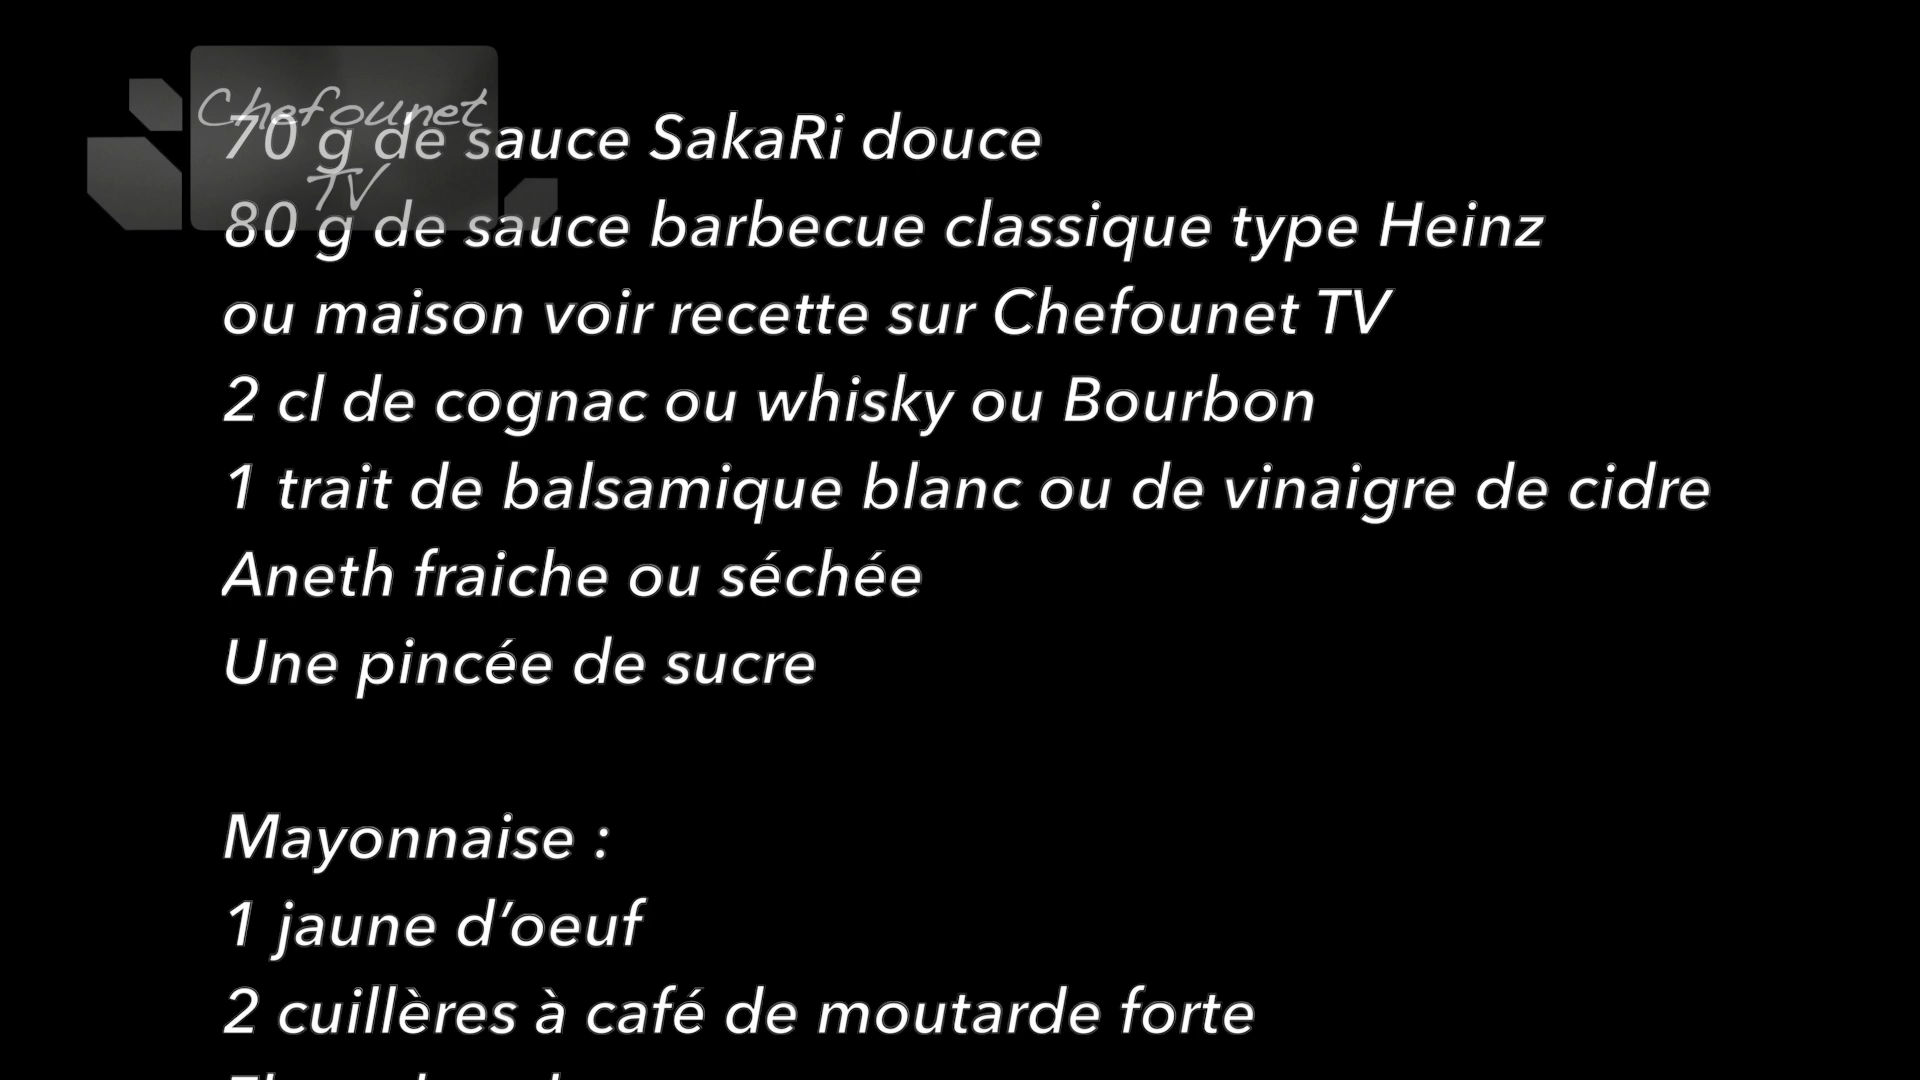 Chefounet
TV
70 g de sauce SakaRi douce
80 g de sauce barbecue classique type Heinz
ou maison voir recette sur Chefounet TV
2 cl de cognac ou whisky ou Bourbon
1 trait de balsamique blanc ou de vinaigre de cidre
Aneth fraiche ou séchée
Une pincée de sucre
Mayonnaise :
1 jaune d’oeuf
2 cuillères à café de moutarde forte